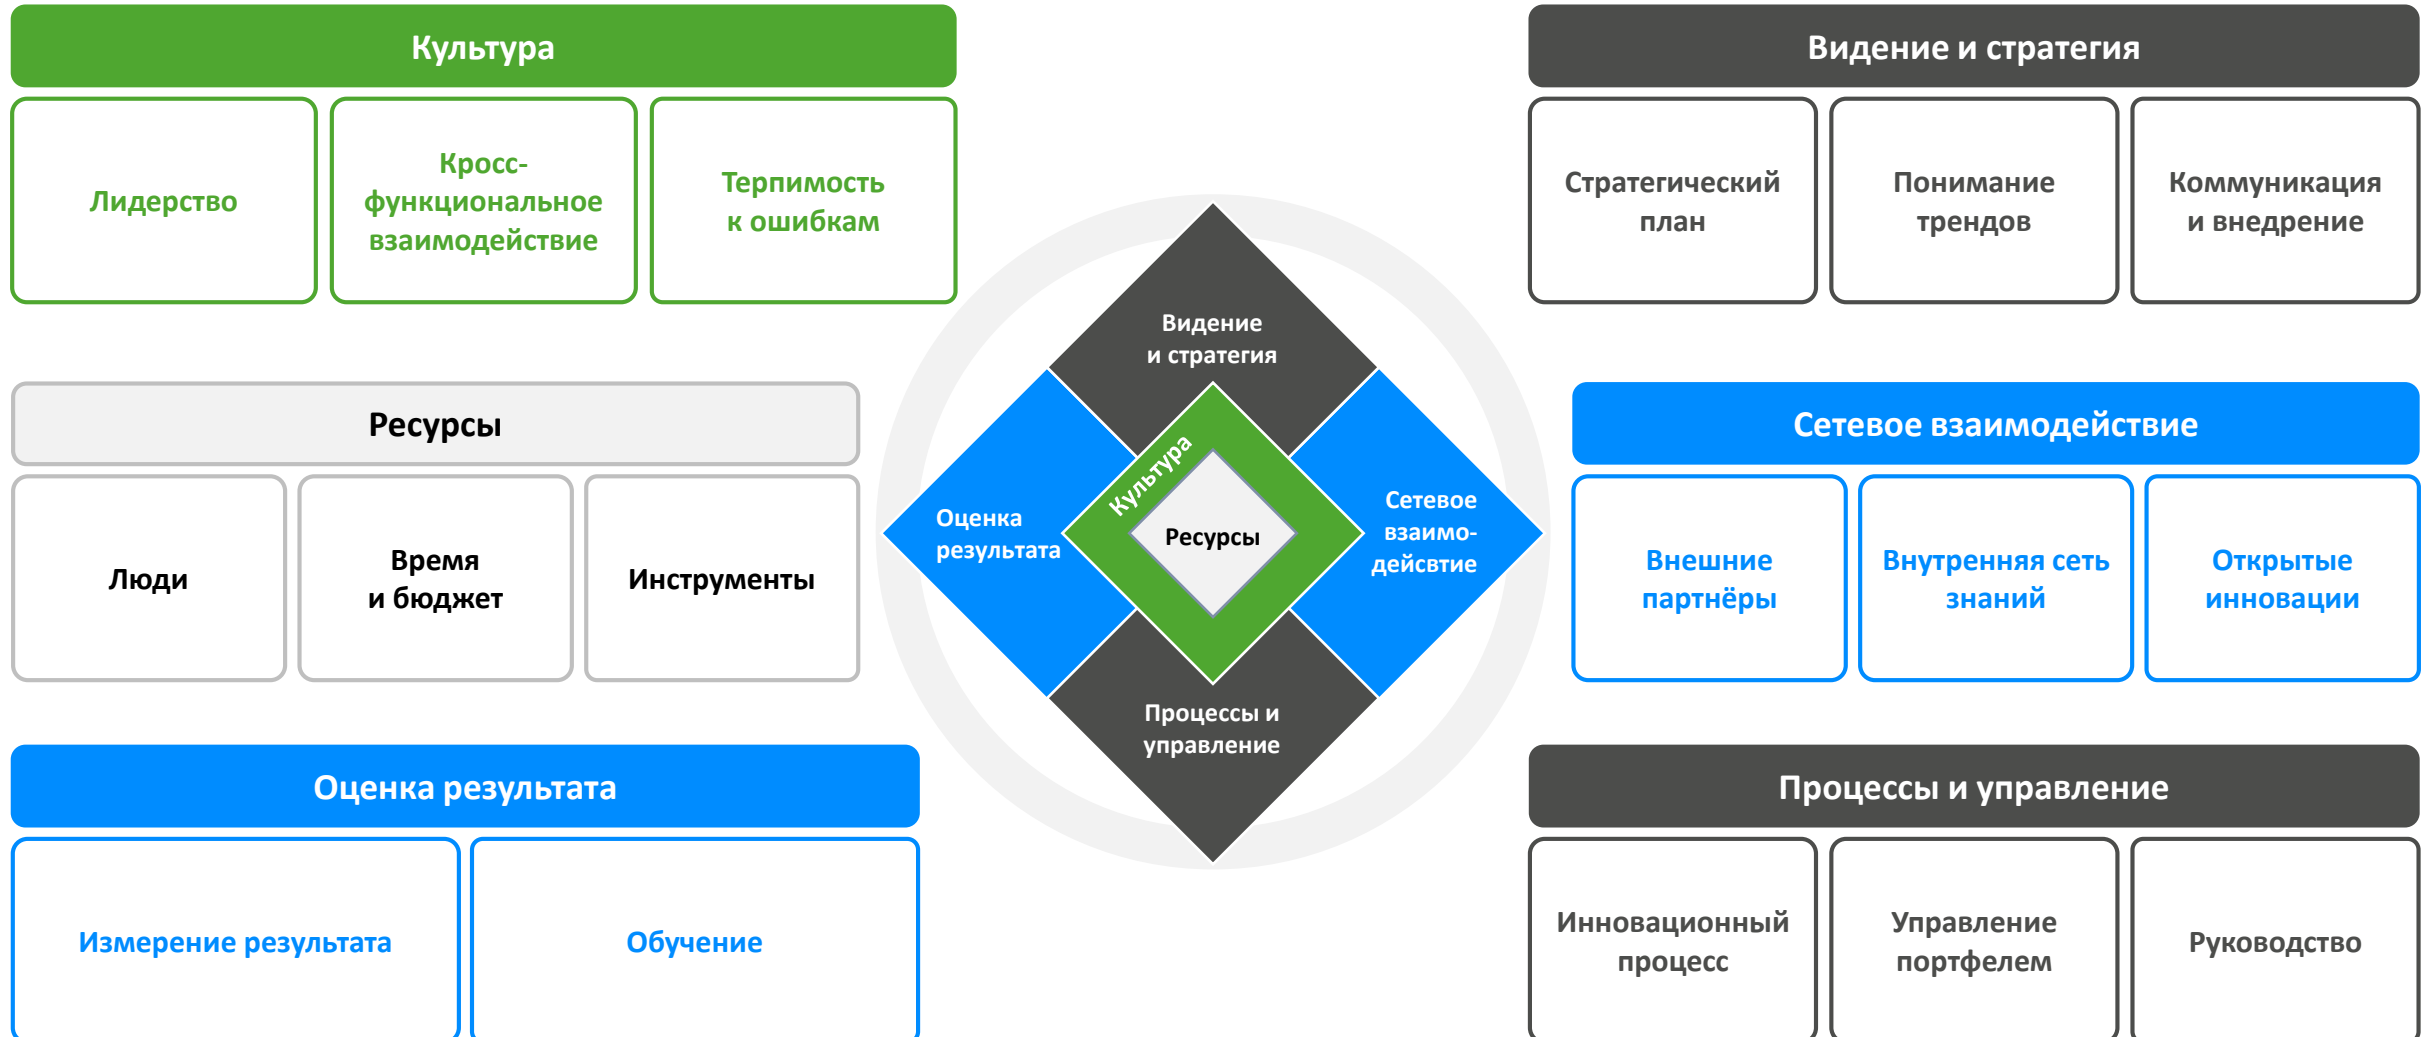 Культура
Лидерство
Кросс-
функциональное
взаимодействие
Терпимость
к ошибкам
Видение и стратегия
Стратегический
план
Понимание
трендов
Коммуникация
и внедрение
Ресурсы
Люди
Время
и бюджет
Инструменты
Видение
и стратегия
Оценка
результата
Культура
Ресурсы
Сетевое
взаимо-
дейсвтие
Процессы и
управление
Сетевое взаимодействие
Внешние
партнёры
Внутренняя сеть
знаний
Открытые
инновации
Оценка результата
Измерение результата
Обучение
Процессы и управление
Инновационный
процесс
Управление
портфелем
Руководство